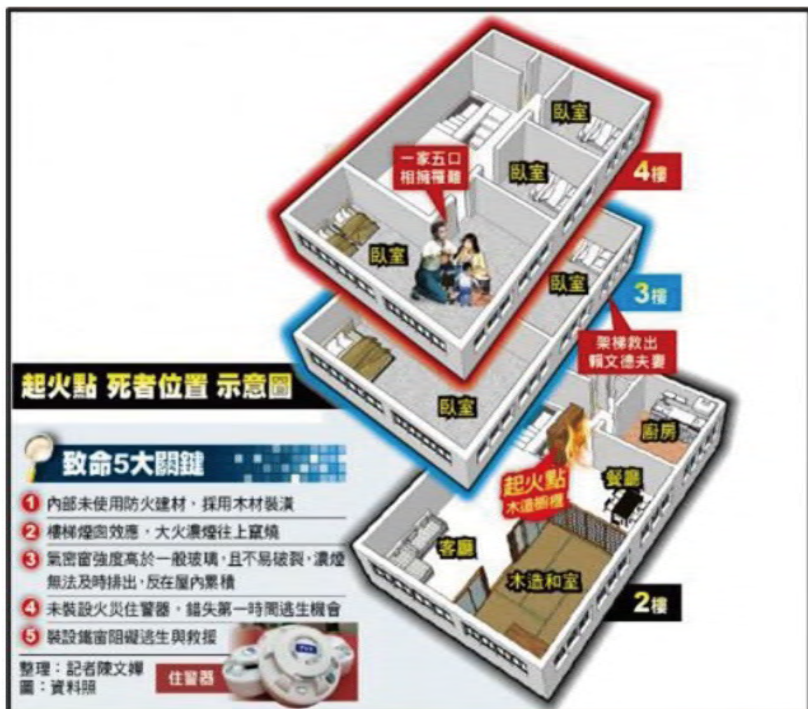 臥室
臥室
4樓
一家五口
相擁罹難
臥室
臥室
3樓
架梯救出
賴文德夫妻
臥室
起火點 死者位置 示意圖
廚房
起火點
木造櫥櫃
餐廳
客廳
木造和室
2樓
致命5大關鍵
1 內部未使用防火建材,採用木材裝潢
2 樓梯煙囪效應,大火濃煙往上竄燒
3 氣密窗強度高於一般玻璃,且不易破裂,濃煙
無法及時排出,反在屋內累積
4 未裝設火災住警器,錯失第一時間逃生機會
5 裝設鐵窗阻礙逃生與救援
整理:記者陳文嬋
圖:資料照
住警器